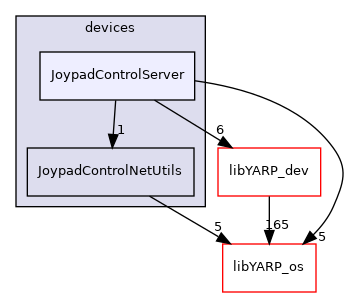 devices
JoypadControlServer
1
6
JoypadControlNetUtils
libYARP_dev
5
165
5
libYARP_os